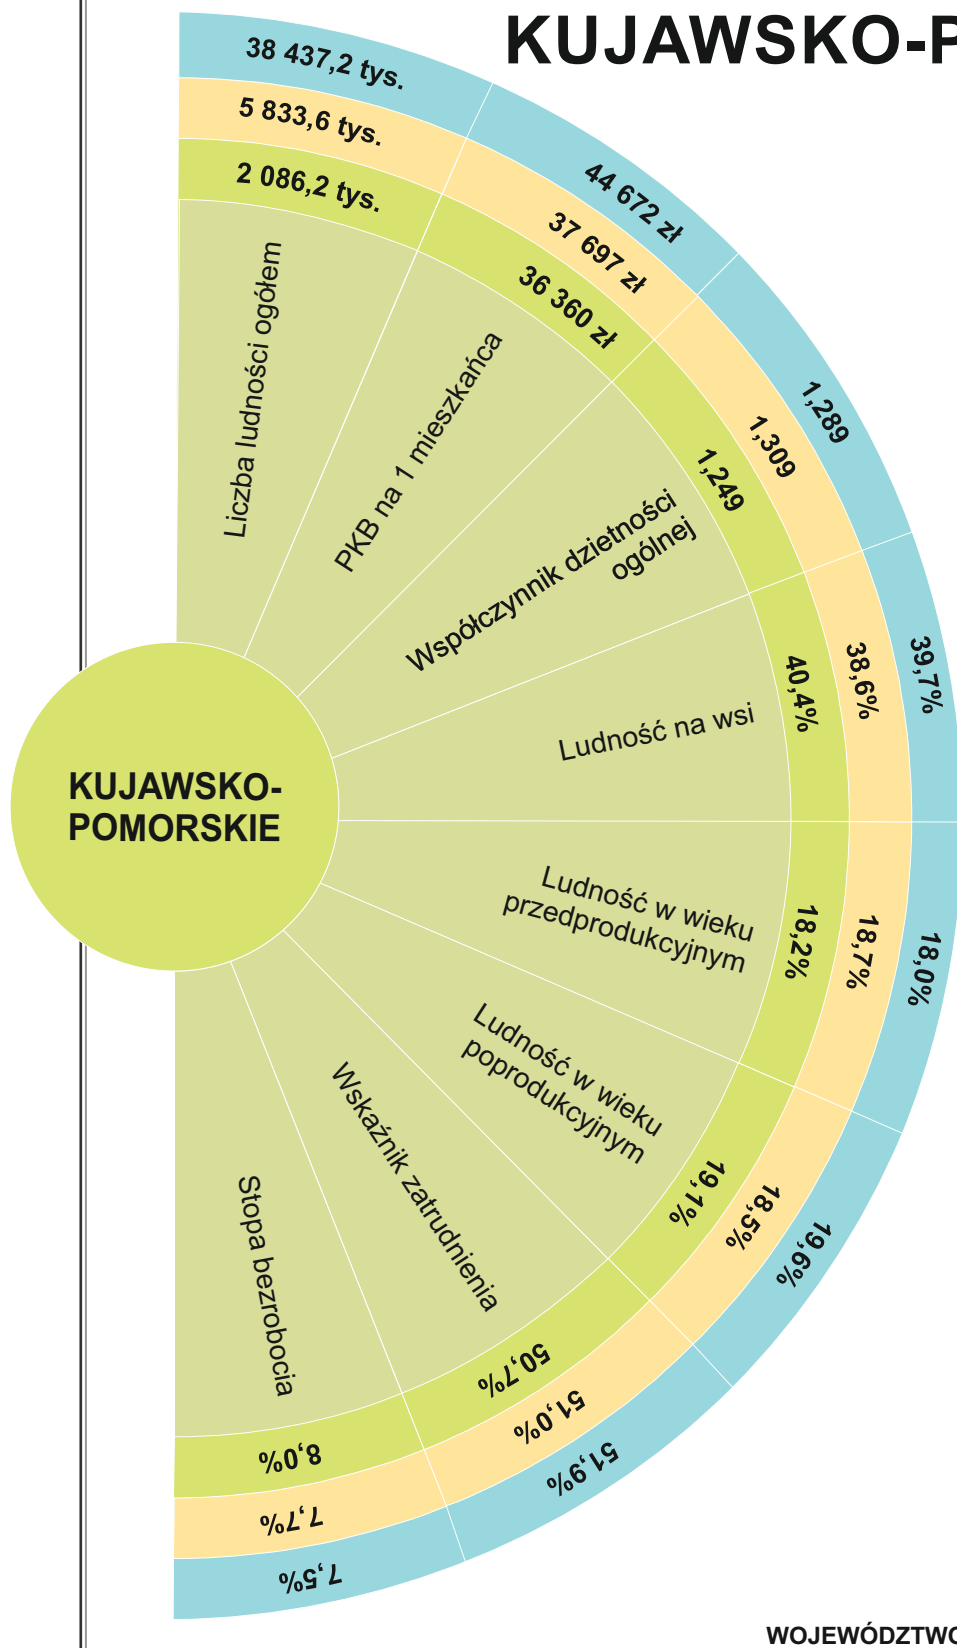 KUJAWSKO-P
38 437,2 tys.
5 833,6 tys.
2 086,2 tys.
Liczba ludności ogółem
44 672 zł
37 697 zł
36 360 zł
PKB na 1 mieszkańca
1,289
1,309
1,249
Współczynnik dzietności
ogólnej
39,7%
38,6%
40,4%
Ludność na wsi
KUJAWSKO-
POMORSKIE
18,0%
18,7%
18,2%
Ludność w wieku
przedprodukcyjnym
19,6%
18,5%
19,1%
Ludność w wieku
poprodukcyjnym
51,9%
51,0%
50,7%
Wskaźnik zatrudnienia
7,5%
7,7%
8,0%
Stopa bezrobocia
WOJEWÓDZTWO